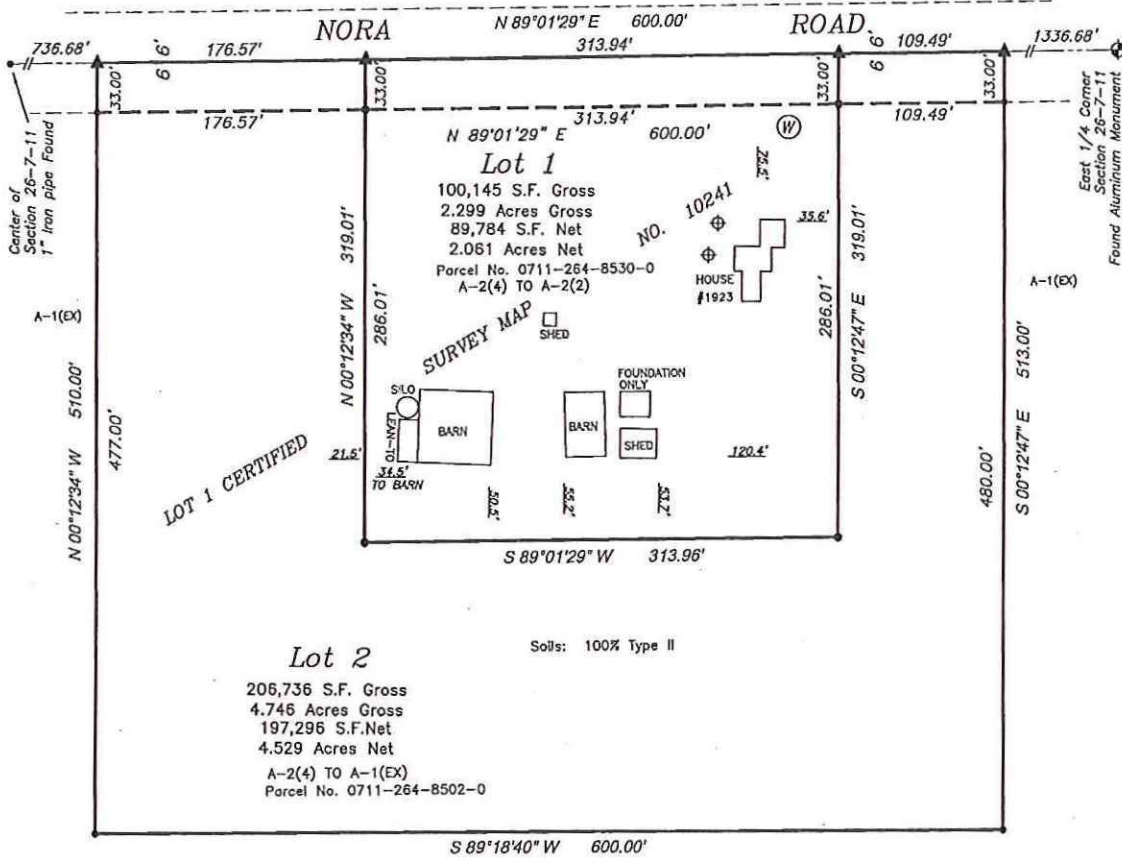 N 89°01'29" E 600.00'
NORA ROAD
736.68' 176.57' 313.94' 109.49' 1336.68'
6' 6' 6' 6'
33.00' 33.00' 33.00' 33.00'
176.57' 313.94' 109.49'
N 89°01'29" E 600.00'
Center of
Section 26-7-11
1" Iron pipe Found
East 1/4 Corner
Section 26-7-11
Found Aluminum Monument
W
Lot 1
100,145 S.F. Gross
2.299 Acres Gross
89,784 S.F. Net
2.061 Acres Net
Parcel No. 0711-264-8530-0
A-2(4) TO A-2(2)
LOT 1 CERTIFIED SURVEY MAP NO. 10241
35.6'
HOUSE
#1923
A-1(EX)
A-1(EX)
N 00°12'34" W 510.00'
477.00'
N 00°12'34" W 319.01'
286.01'
286.01'
S 00°12'47" E 319.01'
480.00'
S 00°12'47" E 513.00'
SHED
SILO
LEAN-TO
BARN
BARN
FOUNDATION
ONLY
SHED
21.5'
34.5'
TO BARN
120.4'
50.5'
55.2'
S 89°01'29" W 313.96'
Soils: 100% Type II
Lot 2
206,736 S.F. Gross
4.746 Acres Gross
197,296 S.F.Net
4.529 Acres Net
A-2(4) TO A-1(EX)
Parcel No. 0711-264-8502-0
S 89°18'40" W 600.00'